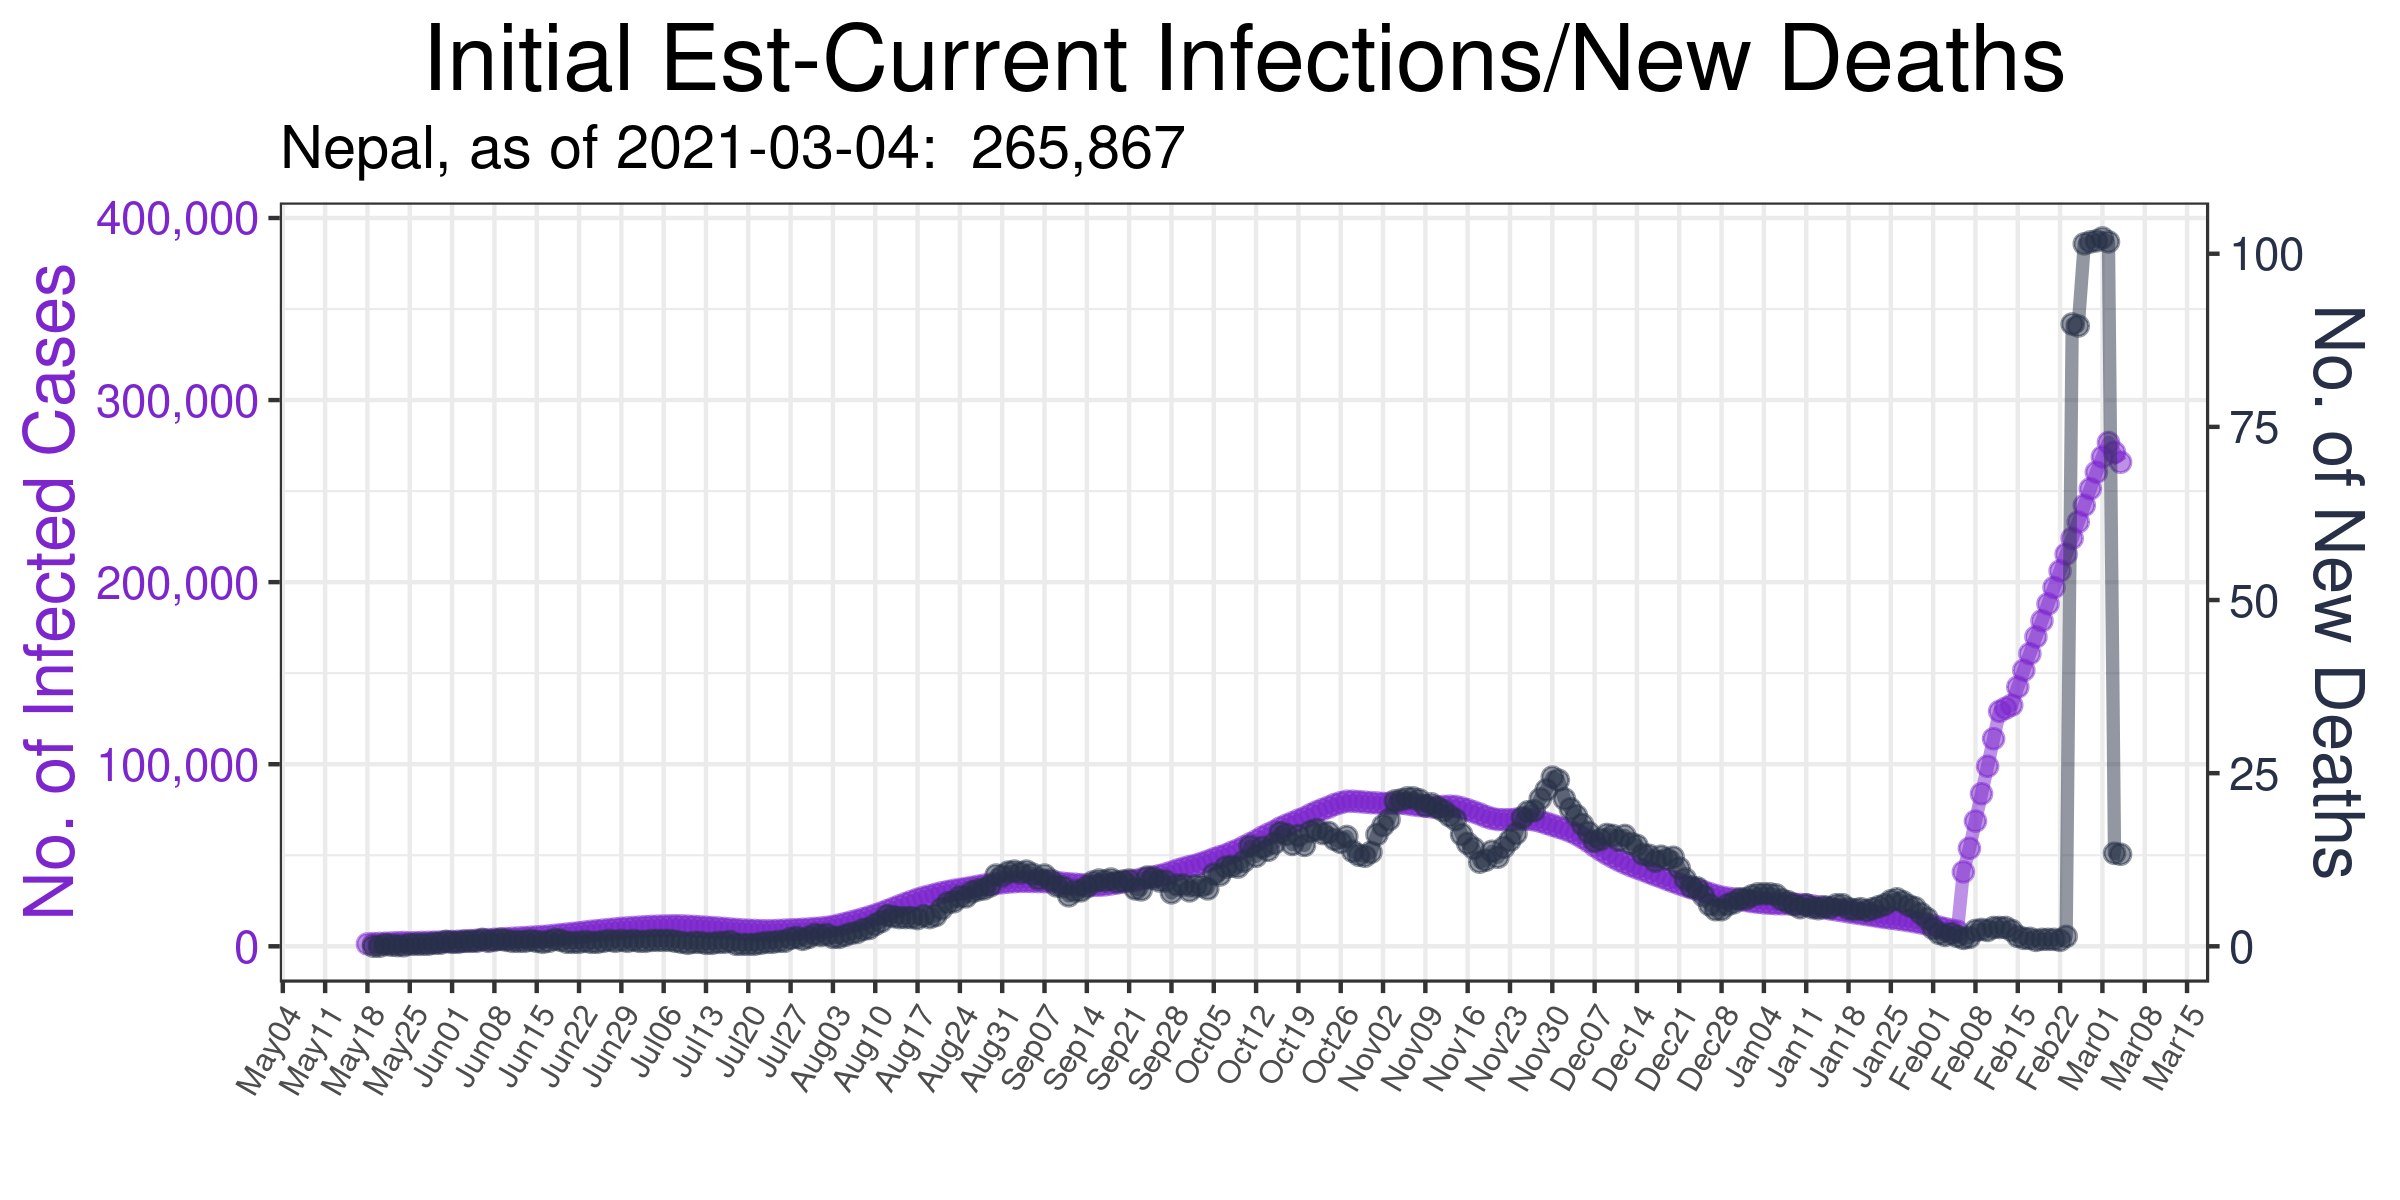 Initial Est-Current Infections/New Deaths
Nepal, as of 2021-03-04:  265,867
No. of Infected Cases
400,000
300,000
200,000
100,000
0
100
75
50
25
0
No. of New Deaths
May04
May11
May18
May25
Jun01
Jun08
Jun15
Jun22
Jun29
Jul06
Jul13
Jul20
Jul27
Aug03
Aug10
Aug17
Aug24
Aug31
Sep07
Sep14
Sep21
Sep28
Oct05
Oct12
Oct19
Oct26
Nov02
Nov09
Nov16
Nov23
Nov30
Dec07
Dec14
Dec21
Dec28
Jan04
Jan11
Jan18
Jan25
Feb01
Feb08
Feb15
Feb22
Mar01
Mar08
Mar15